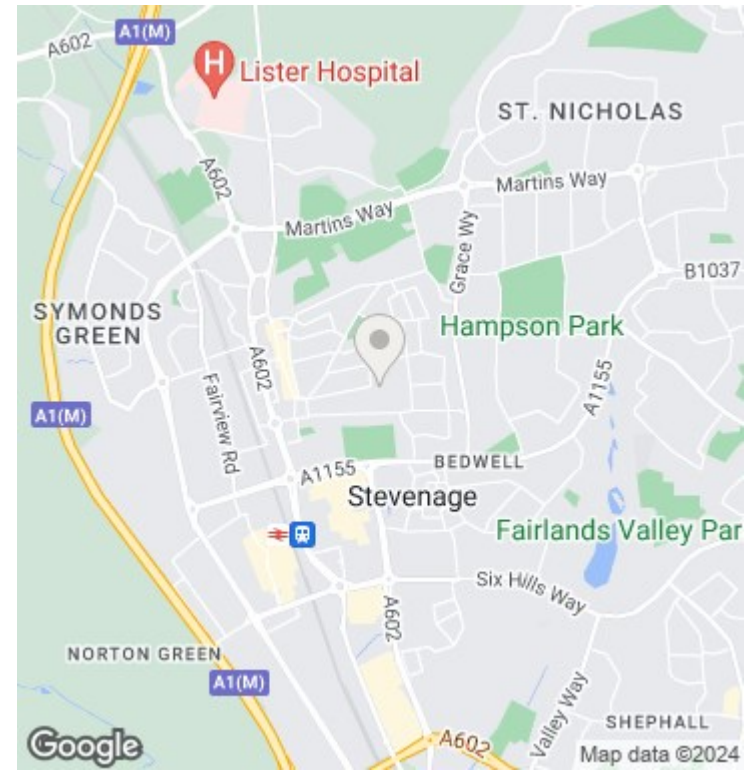 A602
A1(M)
H
Lister Hospital
ST. NICHOLAS
A602
Martins Way
Martins Way
Grace Wy
B1037
SYMONDS
GREEN
Hampson Park
A602
Fairview Rd
A1155
A1(M)
BEDWELL
A1155
Stevenage
Fairlands Valley Par
Six Hills Way
A602
NORTON GREEN
A1(M)
Valley Way
SHEPHALL
A602
Google
Map data ©2024